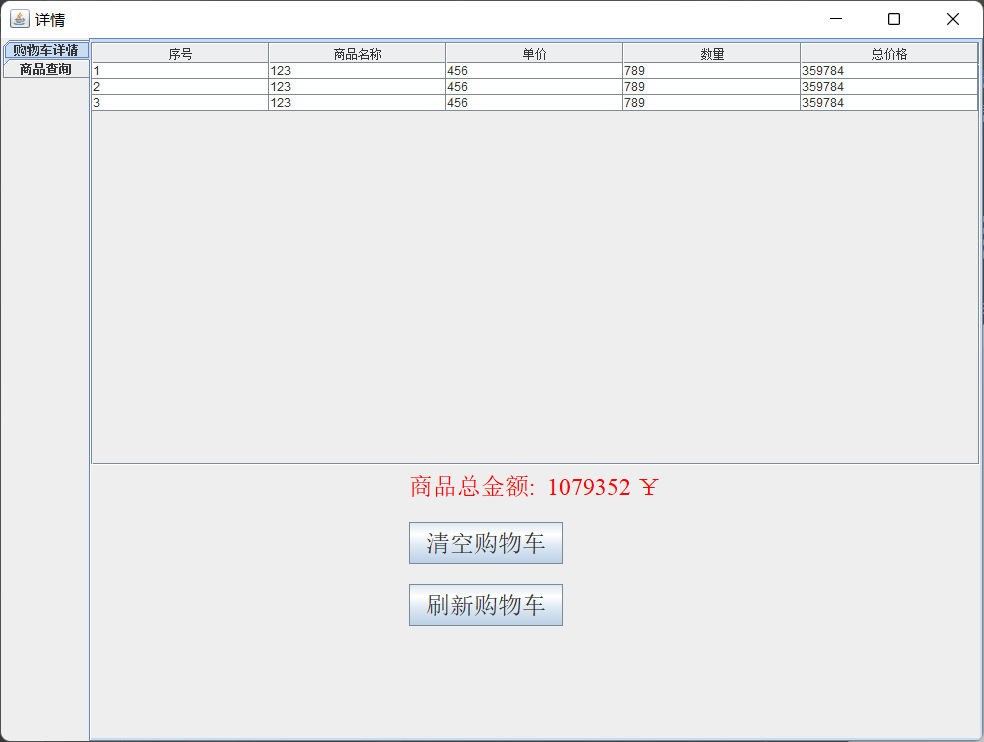 详情
购物车详情
商品查询
序号 商品名称 单价 数量 总价格
1 123 456 789 359784
2 123 456 789 359784
3 123 456 789 359784
商品总金额: 1079352 ￥
清空购物车
刷新购物车